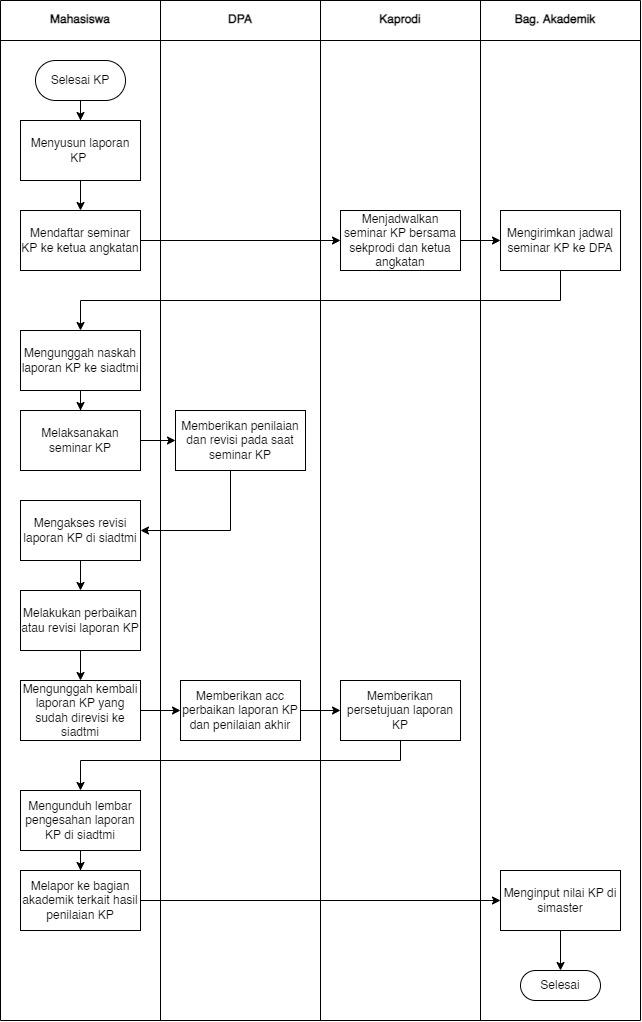 Mahasiswa
DPA
Kaprodi
Bag. Akademik
Selesai KP
Menyusun laporan
KP
Mendaftar seminar
KP ke ketua angkatan
Menjadwalkan
seminar KP bersama
sekprodi dan ketua
angkatan
Mengirimkan jadwal
seminar KP ke DPA
Mengunggah naskah
laporan KP ke siadtmi
Melaksanakan
seminar KP
Memberikan penilaian
dan revisi pada saat
seminar KP
Mengakses revisi
laporan KP di siadtmi
Melakukan perbaikan
atau revisi laporan KP
Mengunggah kembali
laporan KP yang
sudah direvisi ke
siadtmi
Memberikan acc
perbaikan laporan KP
dan penilaian akhir
Memberikan
persetujuan laporan
KP
Mengunduh lembar
pengesahan laporan
KP di siadtmi
Melapor ke bagian
akademik terkait hasil
penilaian KP
Menginput nilai KP di
simaster
Selesai